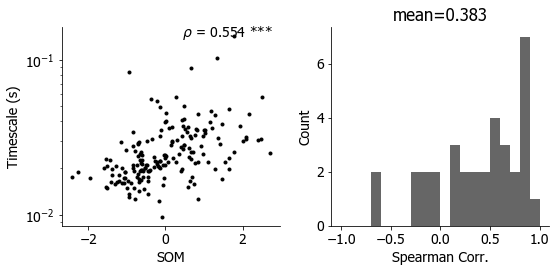 ρ = 0.554 ***
10⁻¹
10⁻²
Timescale (s)
−2 0 2
SOM
mean=0.383
6
4
2
0
Count
−1.0 −0.5 0.0 0.5 1.0
Spearman Corr.